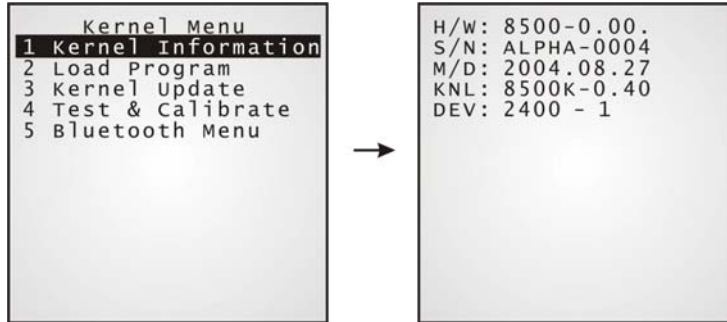 Kernel Menu
1 Kernel Information
2 Load Program
3 Kernel Update
4 Test & Calibrate
5 Bluetooth Menu
H/W: 8500-0.00.
S/N: ALPHA-0004
M/D: 2004.08.27
KNL: 8500K-0.40
DEV: 2400 - 1